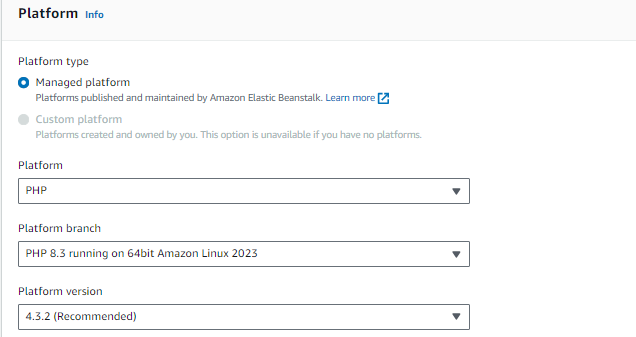 Platform Info
Platform type
Managed platform
Platforms published and maintained by Amazon Elastic Beanstalk. Learn more
Custom platform
Platforms created and owned by you. This option is unavailable if you have no platforms.
Platform
PHP
Platform branch
PHP 8.3 running on 64bit Amazon Linux 2023
Platform version
4.3.2 (Recommended)